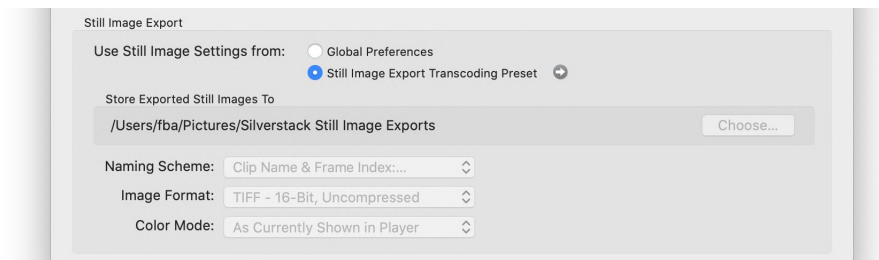 Still Image Export
Use Still Image Settings from: Global Preferences
Still Image Export Transcoding Preset
Store Exported Still Images To
/Users/fba/Pictures/Silverstack Still Image Exports Choose...
Naming Scheme: Clip Name & Frame Index:...
Image Format: TIFF - 16-Bit, Uncompressed
Color Mode: As Currently Shown in Player